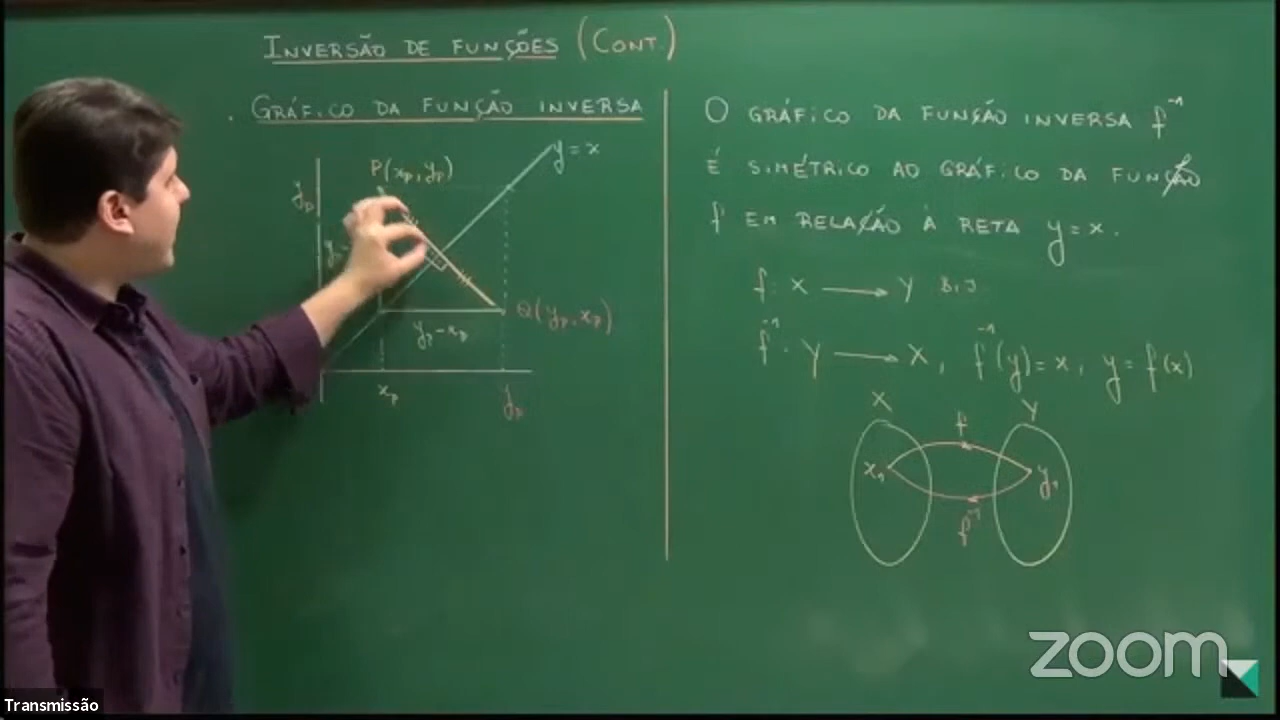 INVERSÃO DE FUNÇÕES (CONT.)
. GRÁFICO DA FUNÇÃO INVERSA
y = x
P(xₚ, yₚ)
yₚ
Q(yₚ, xₚ)
yₚ - xₚ
xₚ
yₚ
O GRÁFICO DA FUNSÃO INVERSA f⁻¹
É SIMÉTRICO AO GRÁFICO DA FUNÇÃO
f EM RELAÇÃO À RETA y = x.
f: X → Y BIJ
f⁻¹: Y → X, f⁻¹(y) = x, y = f(x)
X
Y
f
x₁
y₁
f⁻¹
zoom
Transmissão